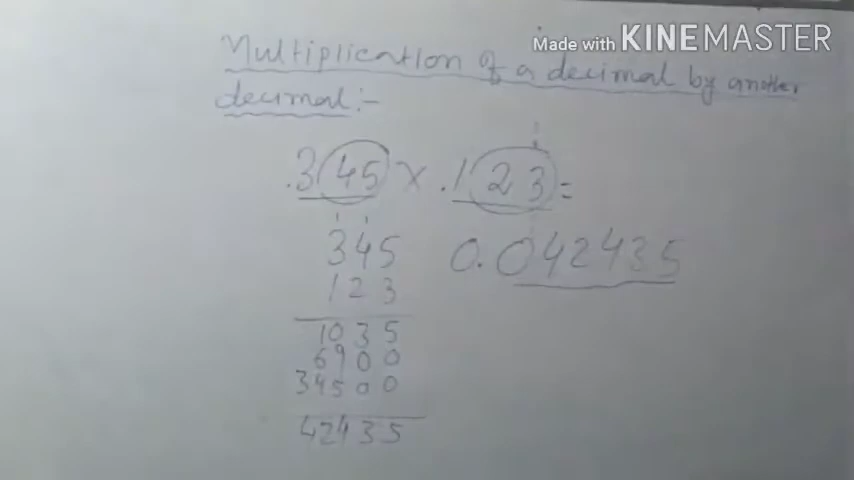 Made with KINEMASTER
Multiplication of a decimal by another
decimal:-
.345 × .123 =
345
123
1035
6900
34500
42435
0.042435